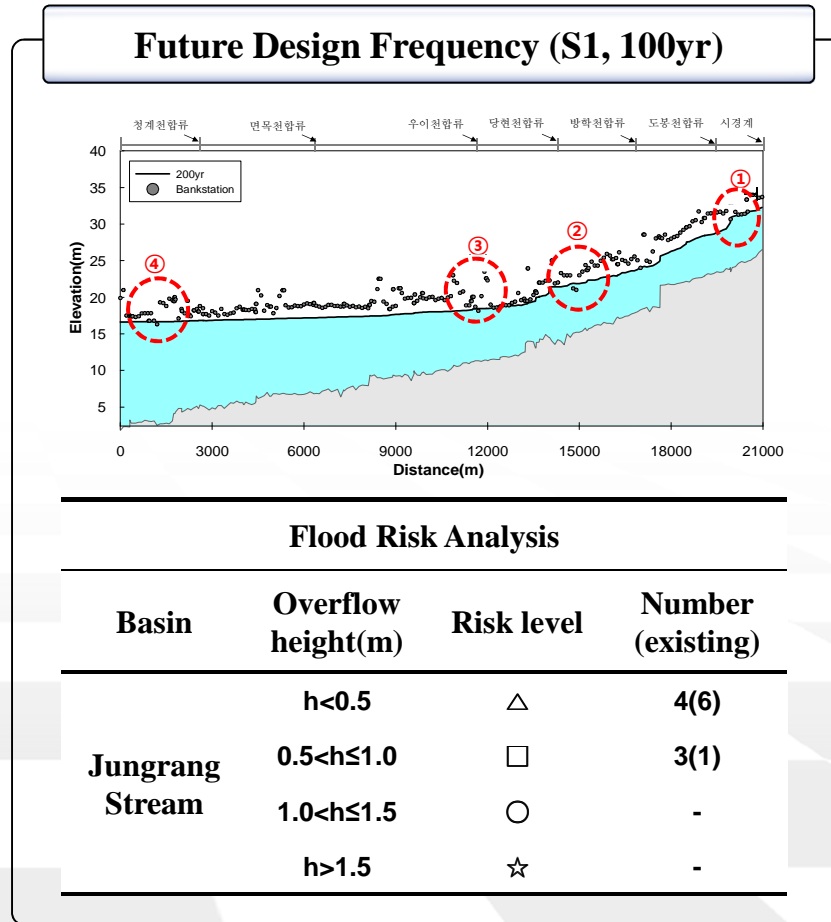 Future Design Frequency (S1, 100yr)
청계천합류 면목천합류 우이천합류 당현천합류 방학천합류 도봉천합류 시경계
40
35
30
25
20
15
10
5
Elevation(m)
200yr
Bankstation
① ② ③ ④
0 3000 6000 9000 12000 15000 18000 21000
Distance(m)
Flood Risk Analysis
Basin Overflow height(m) Risk level Number (existing)
Jungrang Stream
h<0.5 △ 4(6)
0.5<h≤1.0 □ 3(1)
1.0<h≤1.5 ○ -
h>1.5 ☆ -